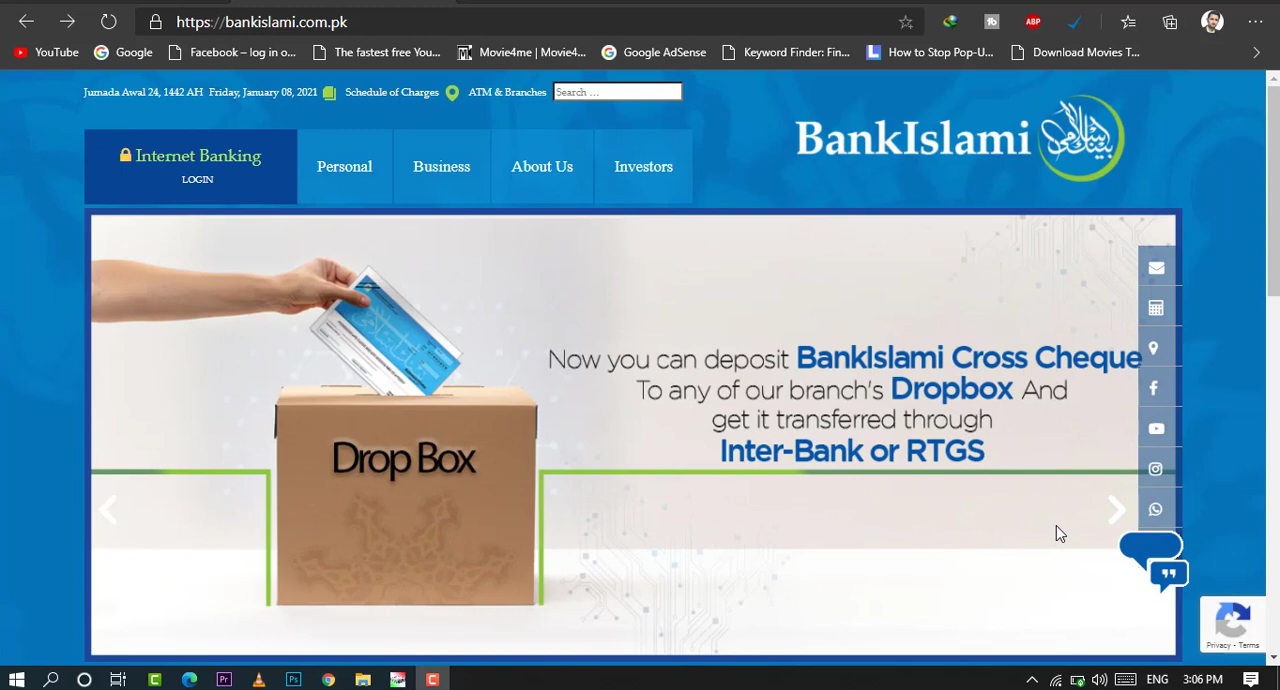 https://bankislami.com.pk
ABP
YouTube
Google
Facebook – log in o...
The fastest free You...
Movie4me | Movie4...
Google AdSense
Keyword Finder: Fin...
How to Stop Pop-U...
Download Movies T...
Jumada Awal 24, 1442 AH Friday, January 08, 2021
Schedule of Charges
ATM & Branches
Search ...
BankIslami
Internet Banking
LOGIN
Personal
Business
About Us
Investors
Now you can deposit BankIslami Cross Cheque
To any of our branch's Dropbox And
get it transferred through
Inter-Bank or RTGS
Drop Box
Privacy - Terms
Pr
Ps
ENG
3:06 PM